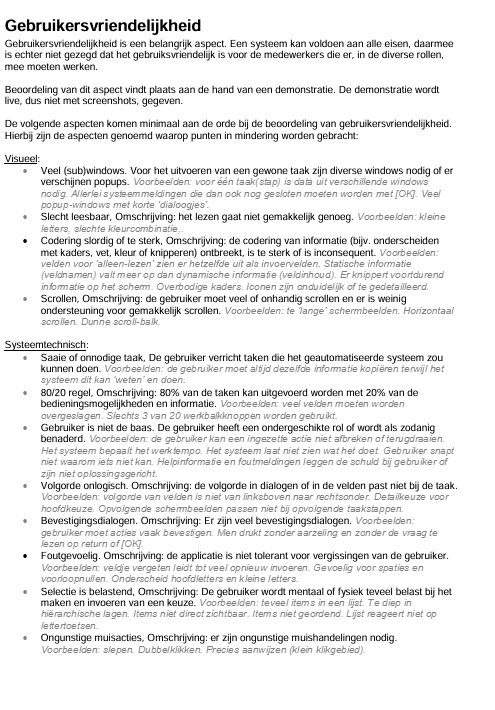 Gebruikersvriendelijkheid
Gebruikersvriendelijkheid is een belangrijk aspect. Een systeem kan voldoen aan alle eisen, daarmee
is echter niet gezegd dat het gebruiksvriendelijk is voor de medewerkers die er, in de diverse rollen,
mee moeten werken.
Beoordeling van dit aspect vindt plaats aan de hand van een demonstratie. De demonstratie wordt
live, dus niet met screenshots, gegeven.
De volgende aspecten komen minimaal aan de orde bij de beoordeling van gebruikersvriendelijkheid.
Hierbij zijn de aspecten genoemd waarop punten in mindering worden gebracht:
Visueel:
• Veel (sub)windows. Voor het uitvoeren van een gewone taak zijn diverse windows nodig of er
verschijnen popups. Voorbeelden: voor één taak(stap) is data uit verschillende windows
nodig. Allerlei systeemmeldingen die dan ook nog gesloten moeten worden met [OK]. Veel
popup-windows met korte ‘dialoogjes’.
• Slecht leesbaar, Omschrijving: het lezen gaat niet gemakkelijk genoeg. Voorbeelden: kleine
letters, slechte kleurcombinatie,.
• Codering slordig of te sterk, Omschrijving: de codering van informatie (bijv. onderscheiden
met kaders, vet, kleur of knipperen) ontbreekt, is te sterk of is inconsequent. Voorbeelden:
velden voor ‘alleen-lezen’ zien er hetzelfde uit als invoervelden. Statische informatie
(veldnamen) valt meer op dan dynamische informatie (veldinhoud). Er knippert voortdurend
informatie op het scherm. Overbodige kaders. Iconen zijn onduidelijk of te gedetailleerd.
• Scrollen, Omschrijving: de gebruiker moet veel of onhandig scrollen en er is weinig
ondersteuning voor gemakkelijk scrollen. Voorbeelden: te ‘lange’ schermbeelden. Horizontaal
scrollen. Dunne scroll-balk.
Systeemtechnisch:
• Saaie of onnodige taak, De gebruiker verricht taken die het geautomatiseerde systeem zou
kunnen doen. Voorbeelden: de gebruiker moet altijd dezelfde informatie kopiëren terwijl het
systeem dit kan ‘weten’ en doen.
• 80/20 regel, Omschrijving: 80% van de taken kan uitgevoerd worden met 20% van de
bedieningsmogelijkheden en informatie. Voorbeelden: veel velden moeten worden
overgeslagen. Slechts 3 van 20 werkbalkknoppen worden gebruikt.
• Gebruiker is niet de baas. De gebruiker heeft een ondergeschikte rol of wordt als zodanig
benaderd. Voorbeelden: de gebruiker kan een ingezette actie niet afbreken of terugdraaien.
Het systeem bepaalt het werktempo. Het systeem laat niet zien wat het doet. Gebruiker snapt
niet waarom iets niet kan. Helpinformatie en foutmeldingen leggen de schuld bij gebruiker of
zijn niet oplossingsgericht.
• Volgorde onlogisch. Omschrijving: de volgorde in dialogen of in de velden past niet bij de taak.
Voorbeelden: volgorde van velden is niet van linksboven naar rechtsonder. Detailkeuze voor
hoofdkeuze. Opvolgende schermbeelden passen niet bij opvolgende taakstappen.
• Bevestigingsdialogen. Omschrijving: Er zijn veel bevestigingsdialogen. Voorbeelden:
gebruiker moet acties vaak bevestigen. Men drukt zonder aarzeling en zonder de vraag te
lezen op return of [OK].
• Foutgevoelig. Omschrijving: de applicatie is niet tolerant voor vergissingen van de gebruiker.
Voorbeelden: veldje vergeten leidt tot veel opnieuw invoeren. Gevoelig voor spaties en
voorloopnullen. Onderscheid hoofdletters en kleine letters.
• Selectie is belastend, Omschrijving: De gebruiker wordt mentaal of fysiek teveel belast bij het
maken en invoeren van een keuze. Voorbeelden: teveel items in een lijst. Te diep in
hiërarchische lagen. Items niet direct zichtbaar. Items niet geordend. Lijst reageert niet op
lettertoetsen.
• Ongunstige muisacties, Omschrijving: er zijn ongunstige muishandelingen nodig.
Voorbeelden: slepen. Dubbelklikken. Precies aanwijzen (klein klikgebied).